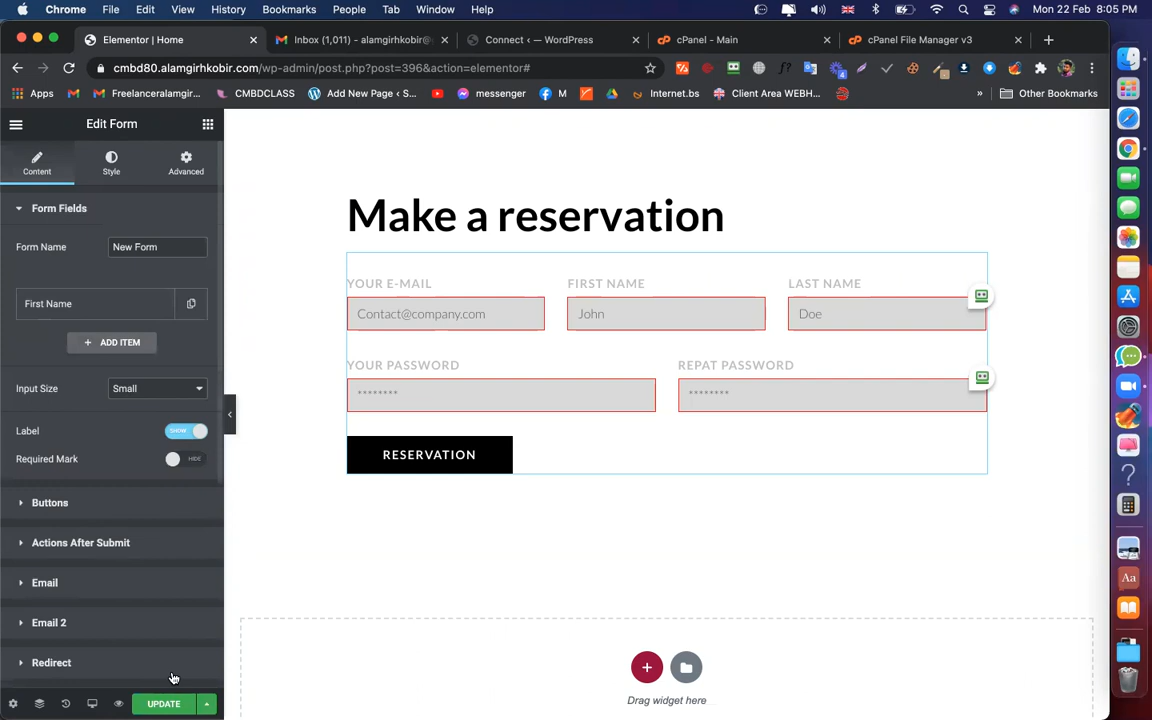 Chrome File Edit View History Bookmarks People Tab Window Help Mon 22 Feb 8:05 PM
Elementor | Home Inbox (1,011) - alamgirhkobir@ Connect ‹ — WordPress cPanel - Main cPanel File Manager v3
cmbd80.alamgirhkobir.com/wp-admin/post.php?post=396&action=elementor#
Apps Freelanceralamgir... CMBDCLASS Add New Page ‹ S... messenger M Internet.bs Client Area WEBH... » Other Bookmarks
Edit Form
Content Style Advanced
Form Fields
Form Name New Form
First Name
+ ADD ITEM
Input Size Small
Label SHOW
Required Mark HIDE
Buttons
Actions After Submit
Email
Email 2
Redirect
UPDATE
Make a reservation
YOUR E-MAIL FIRST NAME LAST NAME
Contact@company.com John Doe
YOUR PASSWORD REPAT PASSWORD
******** ********
RESERVATION
Drag widget here